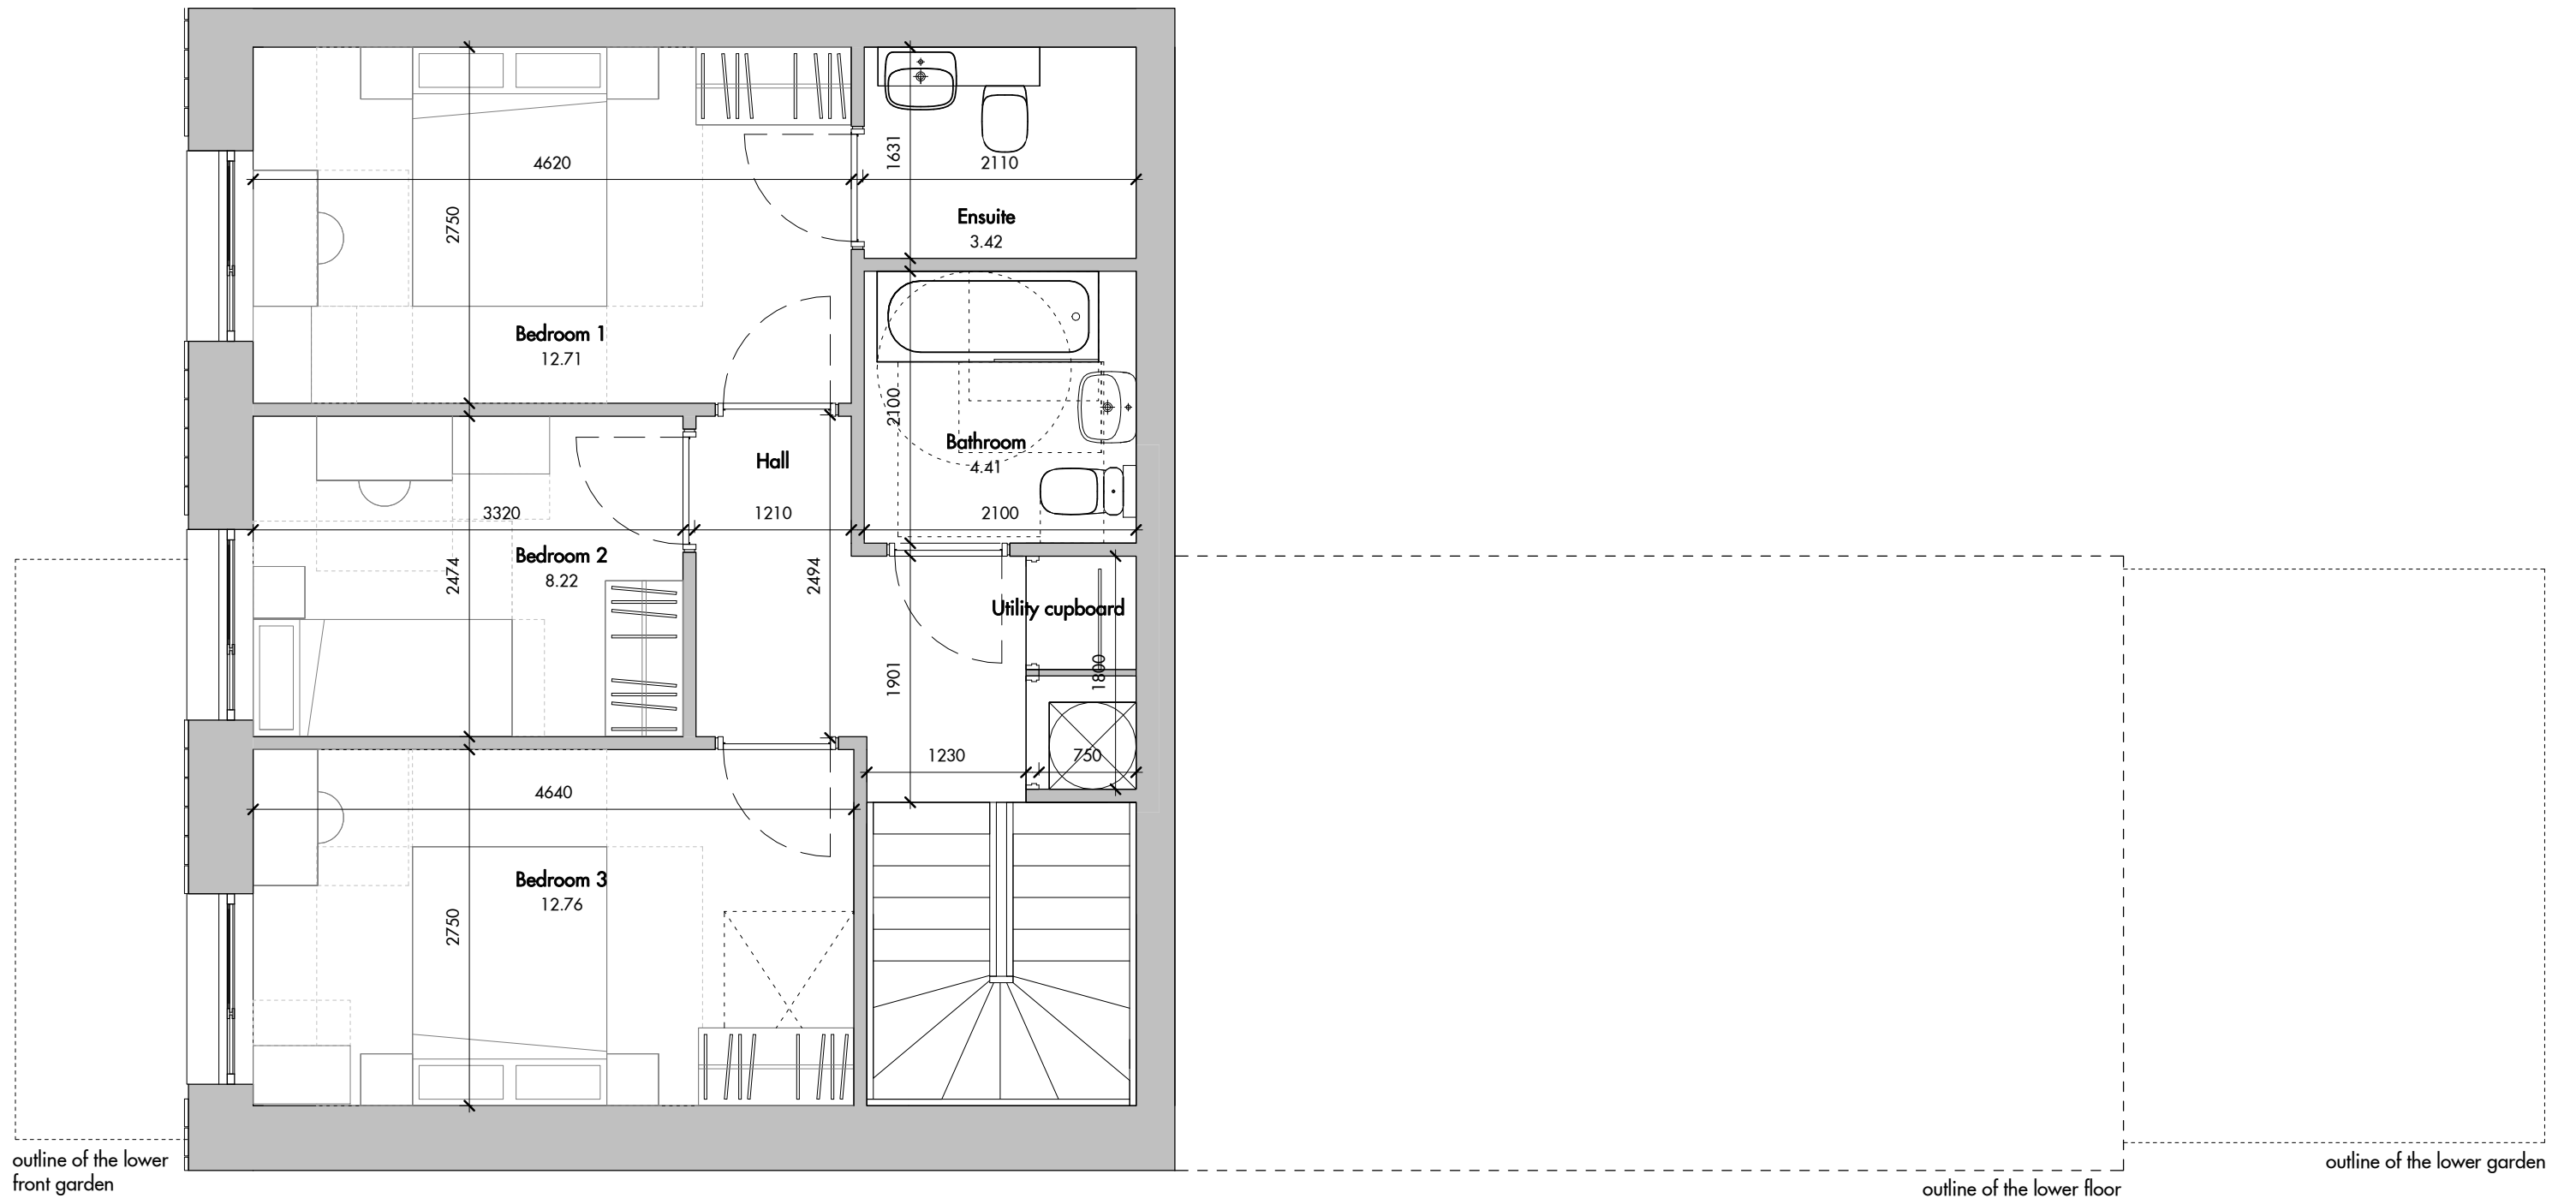 4620
1631
2110
2750
Ensuite
3.42
Bedroom 1
12.71
2100
Bathroom
4.41
Hall
3320
1210
2100
Bedroom 2
8.22
2474
2494
Utility cupboard
1901
1800
1230
750
4640
Bedroom 3
12.76
2750
outline of the lower
front garden
outline of the lower garden
outline of the lower floor